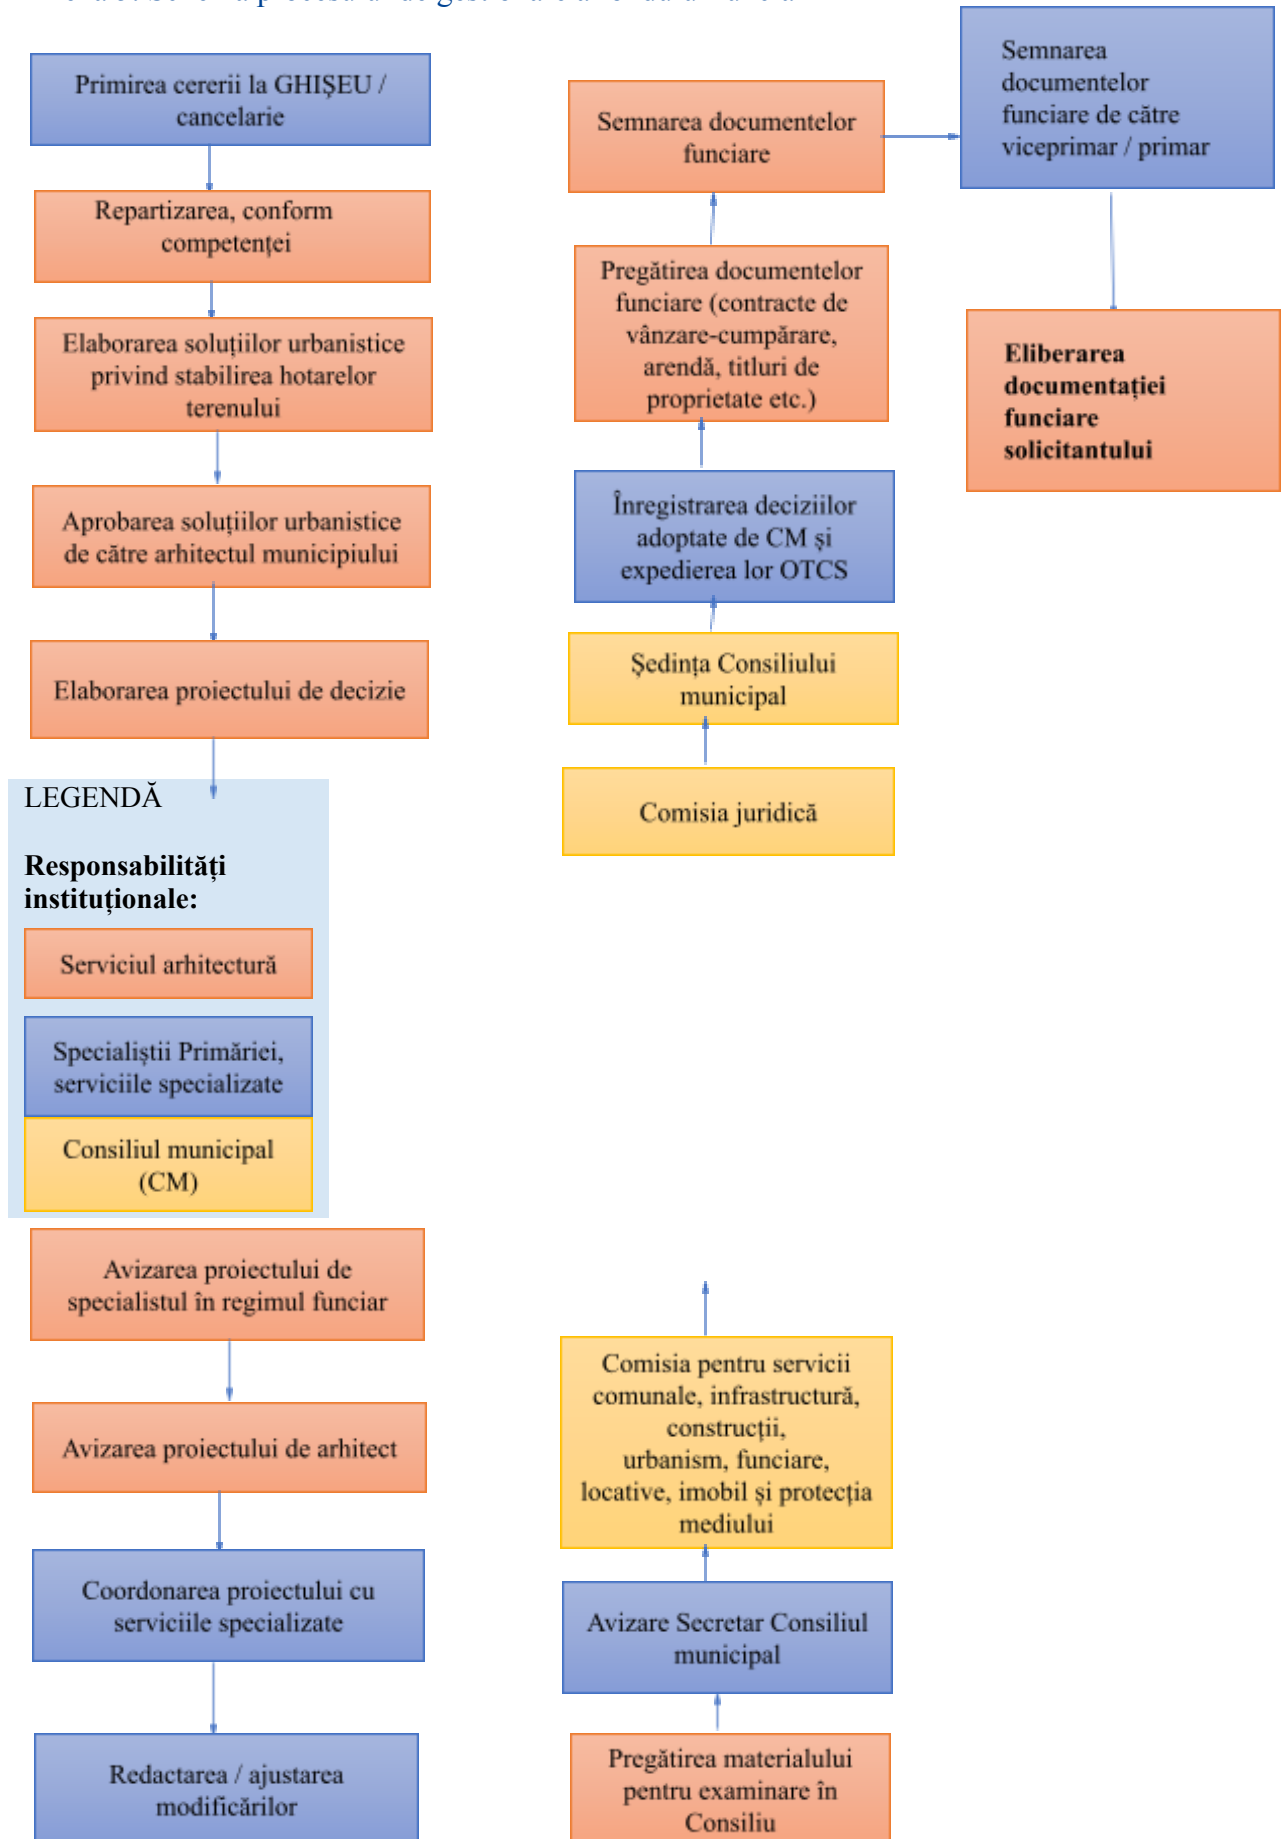 Primirea cererii la GHIȘEU /
cancelarie
Repartizarea, conform
competenței
Elaborarea soluțiilor urbanistice
privind stabilirea hotarelor
terenului
Aprobarea soluțiilor urbanistice
de către arhitectul municipiului
Elaborarea proiectului de decizie
LEGENDĂ
Responsabilități
instituționale:
Serviciul arhitectură
Specialiștii Primăriei,
serviciile specializate
Consiliul municipal
(CM)
Avizarea proiectului de
specialistul în regimul funciar
Avizarea proiectului de arhitect
Coordonarea proiectului cu
serviciile specializate
Redactarea / ajustarea
modificărilor
Pregătirea materialului
pentru examinare în
Consiliu
Avizare Secretar Consiliul
municipal
Comisia pentru servicii
comunale, infrastructură,
construcții,
urbanism, funciare,
locative, imobil și protecția
mediului
Comisia juridică
Ședința Consiliului
municipal
Înregistrarea deciziilor
adoptate de CM și
expedierea lor OTCS
Pregătirea documentelor
funciare (contracte de
vânzare-cumpărare,
arendă, titluri de
proprietate etc.)
Semnarea documentelor
funciare
Semnarea
documentelor
funciare de către
viceprimar / primar
Eliberarea
documentației
funciare
solicitantului